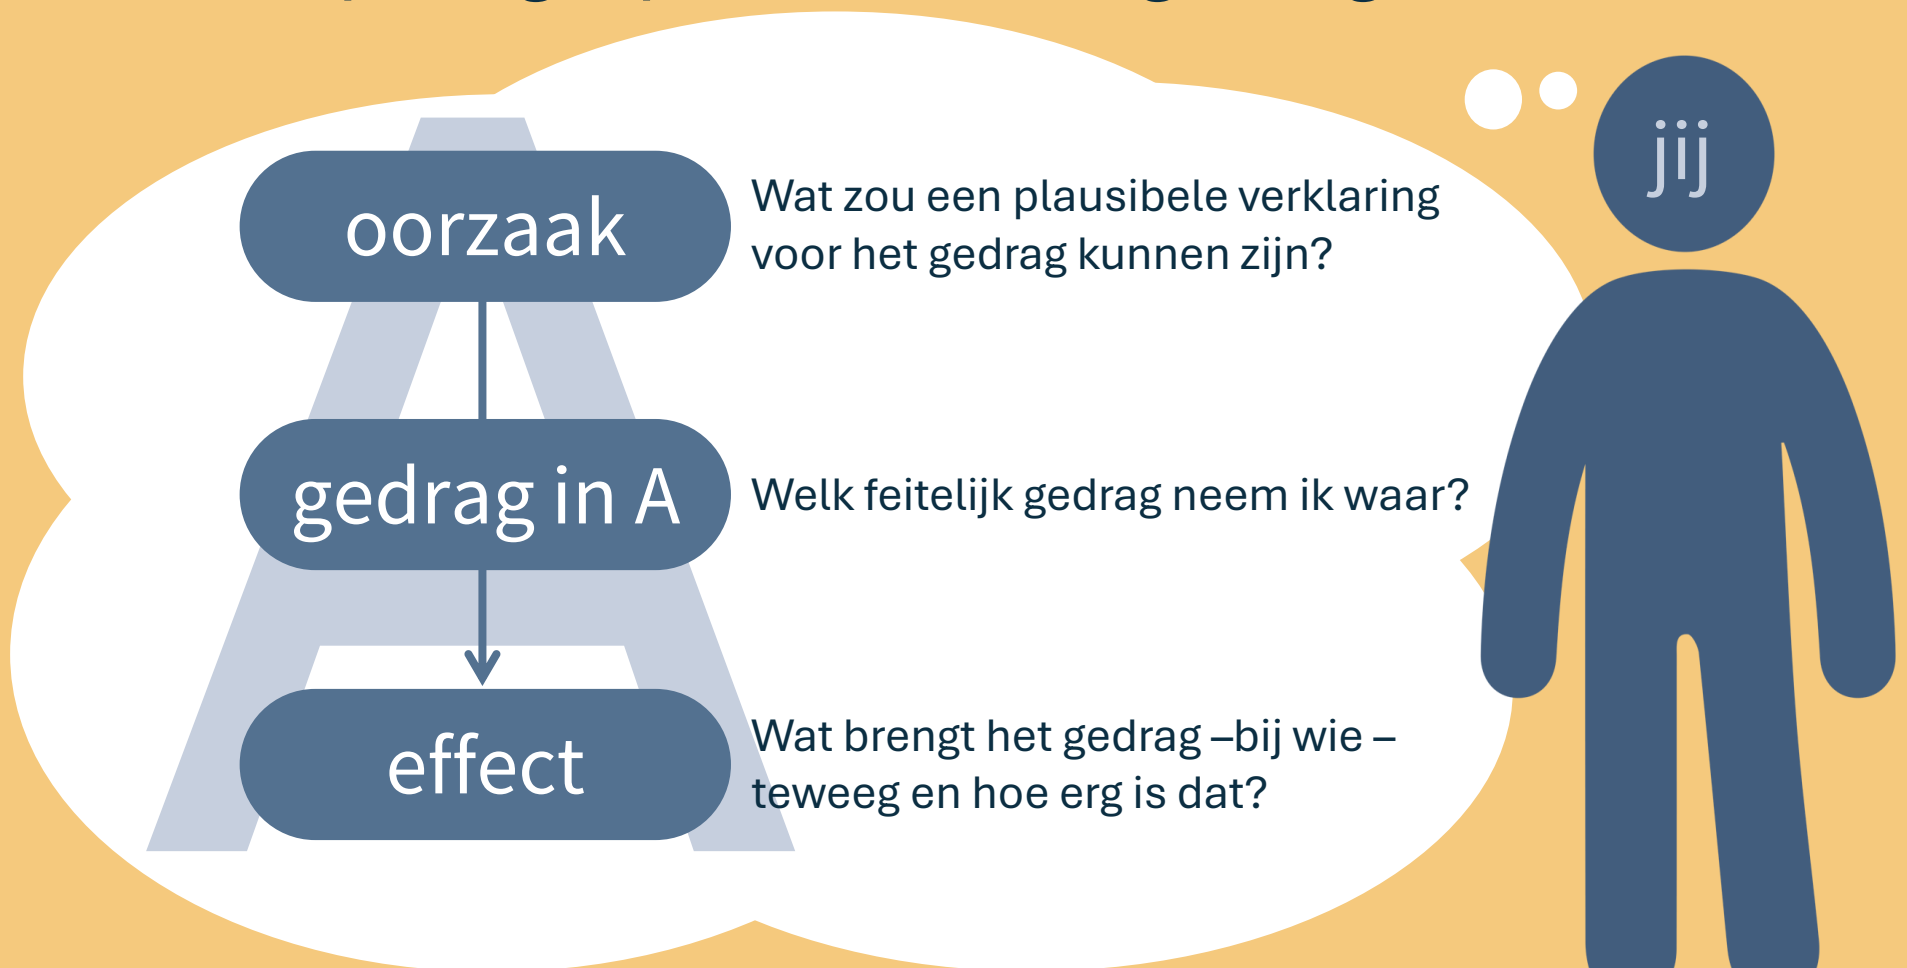 jij
oorzaak
Wat zou een plausibele verklaring
voor het gedrag kunnen zijn?
gedrag in A
Welk feitelijk gedrag neem ik waar?
effect
Wat brengt het gedrag –bij wie –
teweeg en hoe erg is dat?